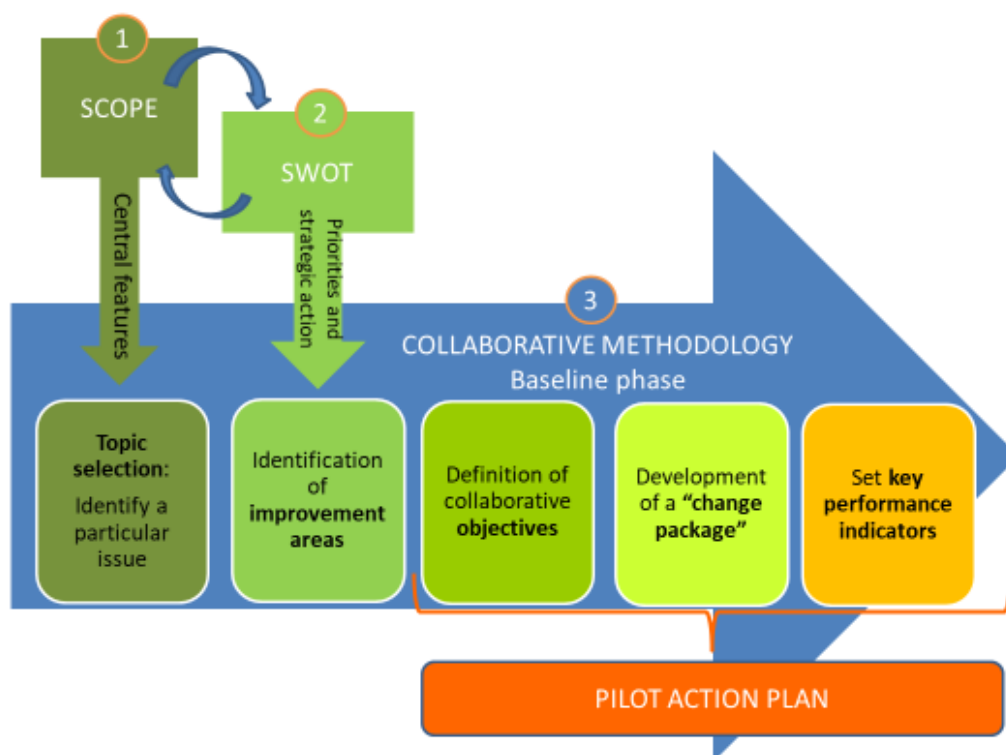 1
SCOPE
2
SWOT
Central features
Priorities and
strategic action
3
COLLABORATIVE METHODOLOGY
Baseline phase
Topic
selection:
Identify a
particular
issue
Identification
of
improvement
areas
Definition of
collaborative
objectives
Development
of a “change
package”
Set key
performance
indicators
PILOT ACTION PLAN